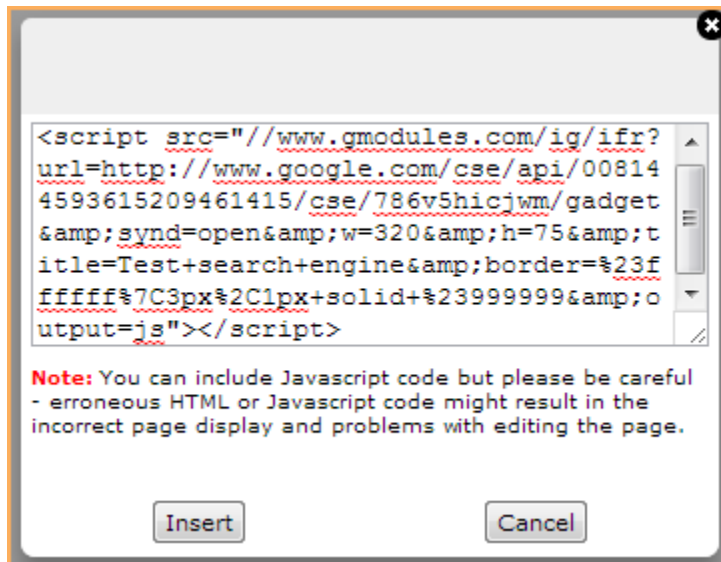 <script src="//www.gmodules.com/ig/ifr?
url=http://www.google.com/cse/api/00814
4593615209461415/cse/786v5hicjwm/gadget
&amp;synd=open&amp;w=320&amp;h=75&amp;t
itle=Test+search+engine&amp;border=%23f
fffff%7C3px%2C1px+solid+%23999999&amp;o
utput=js"></script>
Note: You can include Javascript code but please be careful
- erroneous HTML or Javascript code might result in the
incorrect page display and problems with editing the page.
Insert
Cancel